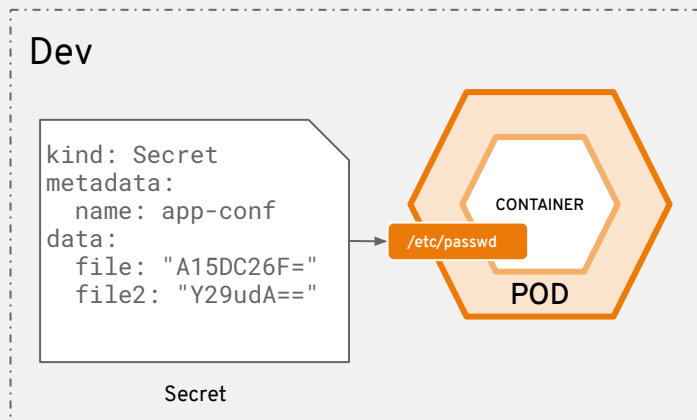 Dev
kind: Secret
metadata:
  name: app-conf
data:
  file: "A15DC26F="
  file2: "Y29udA=="
Secret
/etc/passwd
CONTAINER
POD